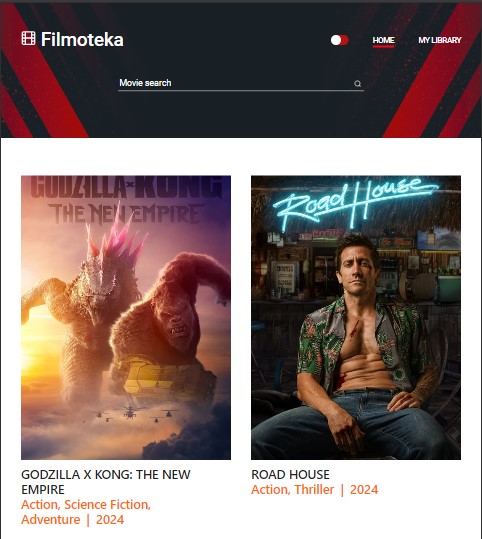 Filmoteka
HOME
MY LIBRARY
Movie search
GODZILLA x KONG
THE NEW EMPIRE
Road House
GODZILLA X KONG: THE NEW
EMPIRE
Action, Science Fiction,
Adventure | 2024
ROAD HOUSE
Action, Thriller | 2024